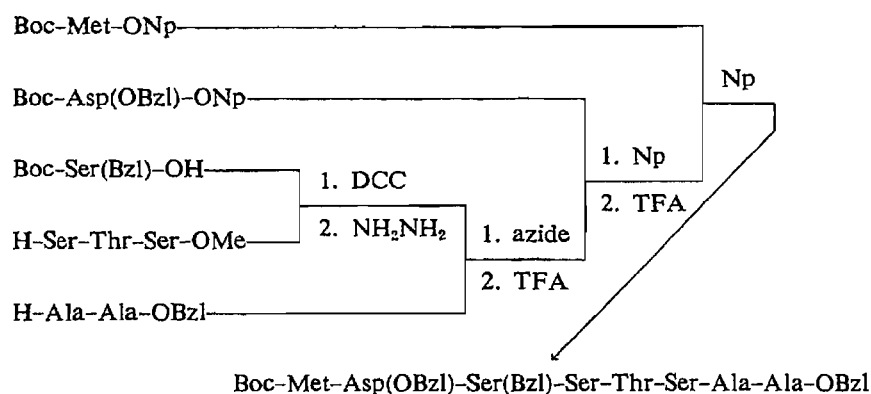 Boc–Met–ONp
Np
Boc–Asp(OBzl)–ONp
1. Np
2. TFA
Boc–Ser(Bzl)–OH
1. DCC
2. NH₂NH₂
H–Ser–Thr–Ser–OMe
1. azide
2. TFA
H–Ala–Ala–OBzl
Boc–Met–Asp(OBzl)–Ser(Bzl)–Ser–Thr–Ser–Ala–Ala–OBzl